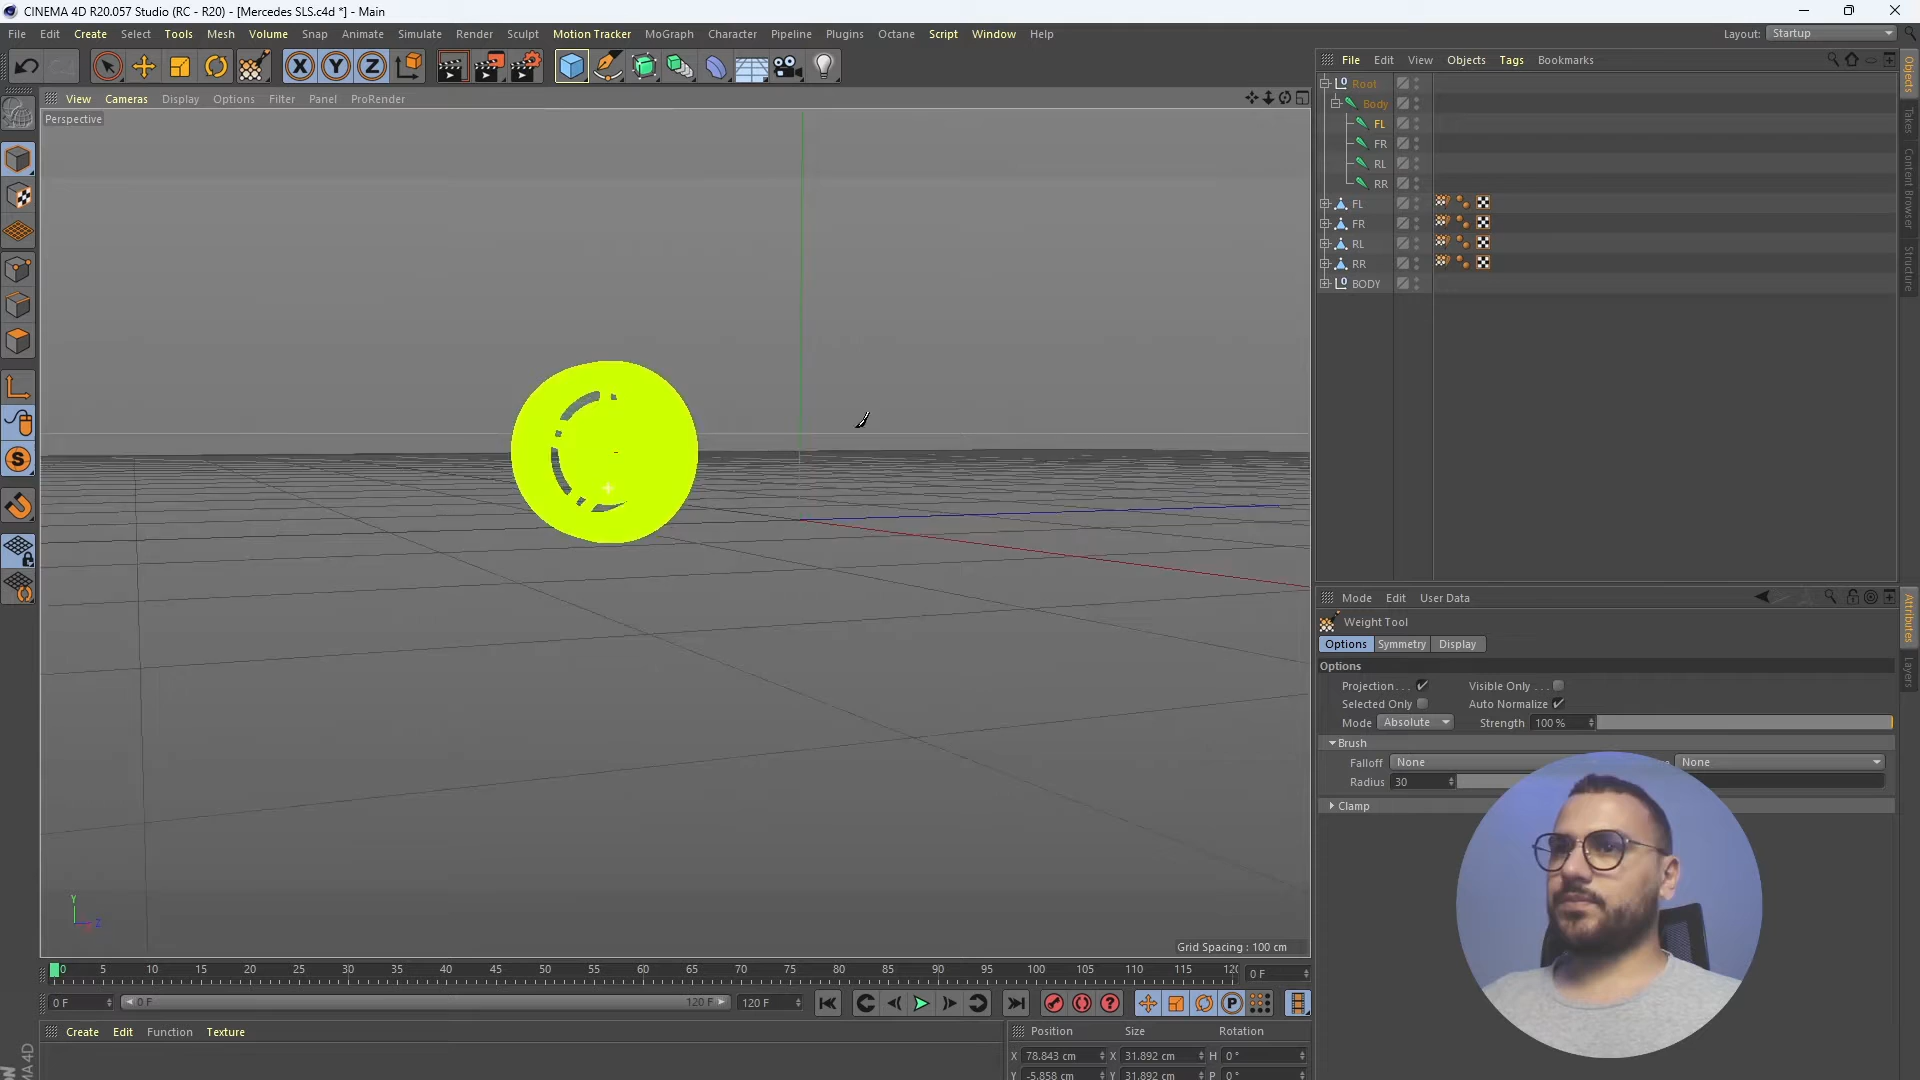 CINEMA 4D R20.057 Studio (RC - R20) - [Mercedes SLS.c4d *] - Main
File Edit Create Select Tools Mesh Volume Snap Animate Simulate Render Sculpt Motion Tracker MoGraph Character Pipeline Plugins Octane Script Window Help
Layout: Startup
X Y Z
File Edit View Objects Tags Bookmarks
View Cameras Display Options Filter Panel ProRender
Perspective
Root
Body
FL
FR
RL
RR
FL
FR
RL
RR
BODY
Objects
Takes
Content Browser
Structure
Mode Edit User Data
Weight Tool
Options Symmetry Display
Options
Projection . . . Visible Only . . .
Selected Only Auto Normalize
Mode Absolute Strength 100 %
Brush
Falloff None None
Radius 30
Clamp
Attributes
Layers
Y
Z
Grid Spacing : 100 cm
0 5 10 15 20 25 30 35 40 45 50 55 60 65 70 75 80 85 90 95 100 105 110 115 0 F
0 F 0 F 120 F 120 F
Create Edit Function Texture
Position Size Rotation
X 78.843 cm X 31.892 cm H 0 °
Y -5.858 cm Y 31.892 cm P 0 °